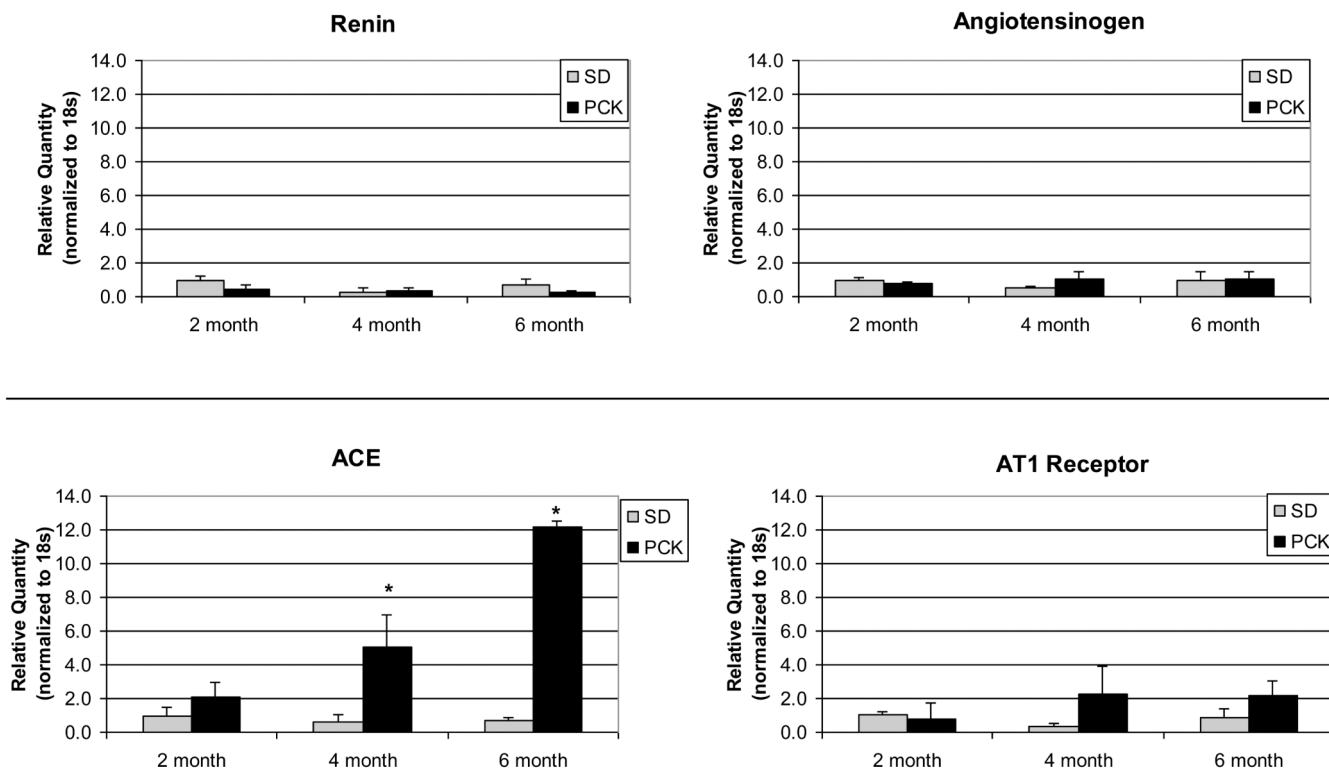 Renin
Relative Quantity
(normalized to 18s)
14.0
12.0
10.0
8.0
6.0
4.0
2.0
0.0
2 month
4 month
6 month
SD
PCK
Angiotensinogen
Relative Quantity
(normalized to 18s)
14.0
12.0
10.0
8.0
6.0
4.0
2.0
0.0
2 month
4 month
6 month
SD
PCK
ACE
Relative Quantity
(normalized to 18s)
14.0
12.0
10.0
8.0
6.0
4.0
2.0
0.0
*
*
2 month
4 month
6 month
SD
PCK
AT1 Receptor
Relative Quantity
(normalized to 18s)
14.0
12.0
10.0
8.0
6.0
4.0
2.0
0.0
2 month
4 month
6 month
SD
PCK